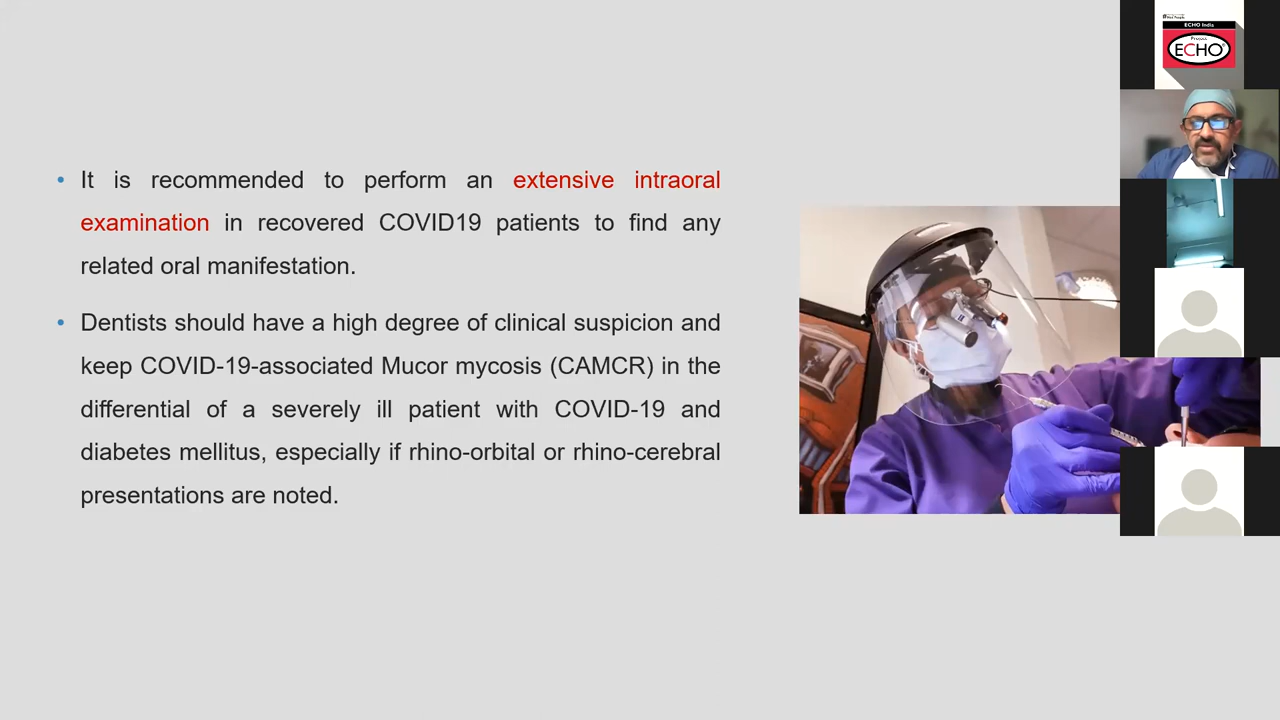 It is recommended to perform an extensive intraoral
examination in recovered COVID19 patients to find any
related oral manifestation.
Dentists should have a high degree of clinical suspicion and
keep COVID-19-associated Mucor mycosis (CAMCR) in the
differential of a severely ill patient with COVID-19 and
diabetes mellitus, especially if rhino-orbital or rhino-cerebral
presentations are noted.
ECHO India
Project
ECHO